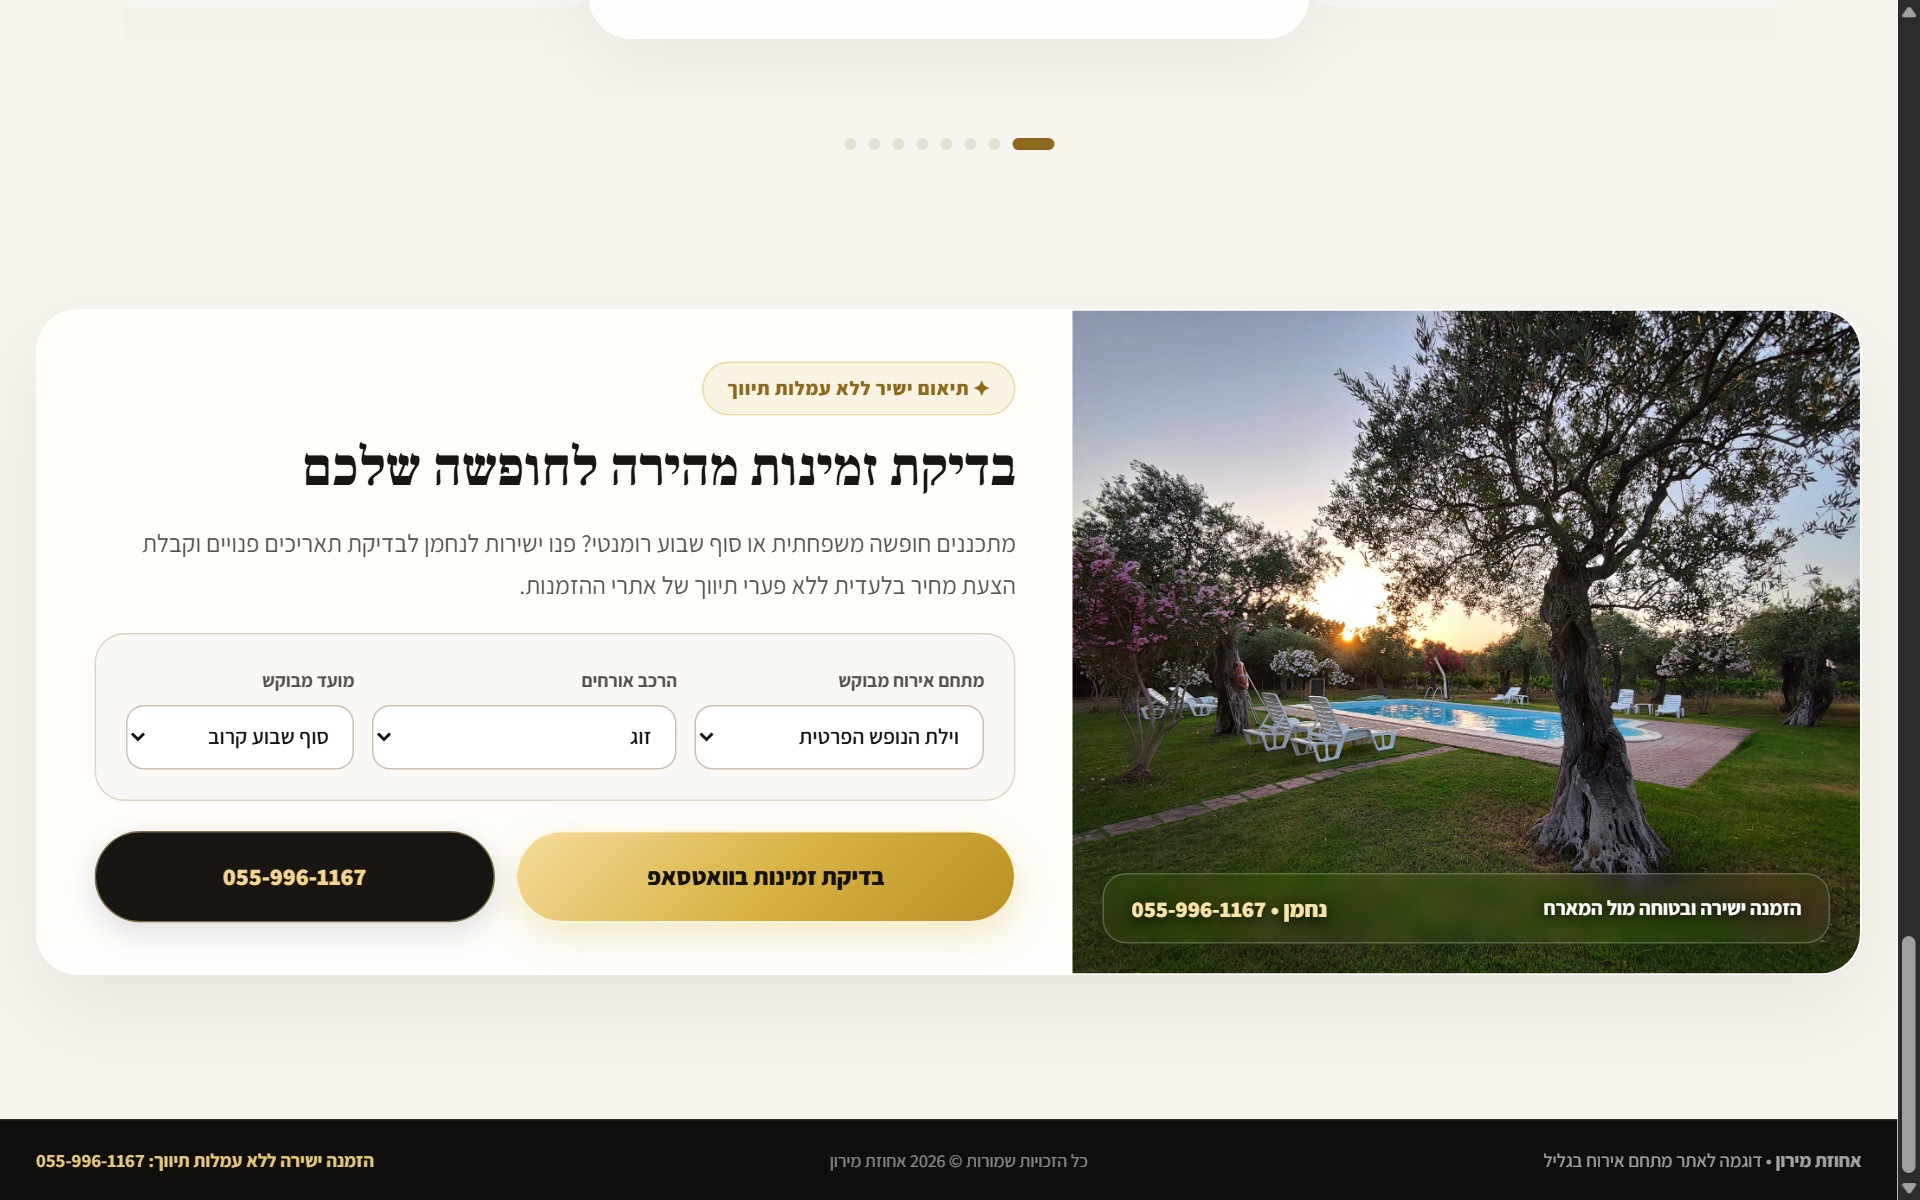 ✦ תיאום ישיר ללא עמלות תיווך
בדיקת זמינות מהירה לחופשה שלכם
מתכננים חופשה משפחתית או סוף שבוע רומנטי? פנו ישירות לנחמן לבדיקת תאריכים פנויים וקבלת
הצעת מחיר בלעדית ללא פערי תיווך של אתרי ההזמנות.
מתחם אירוח מבוקש
הרכב אורחים
מועד מבוקש
וילת הנופש הפרטית
זוג
סוף שבוע קרוב
בדיקת זמינות בוואטסאפ
055-996-1167
הזמנה ישירה ובטוחה מול המארח
נחמן • 055-996-1167
אחוזת מירון • דוגמה לאתר מתחם אירוח בגליל
כל הזכויות שמורות © 2026 אחוזת מירון
הזמנה ישירה ללא עמלות תיווך: 055-996-1167